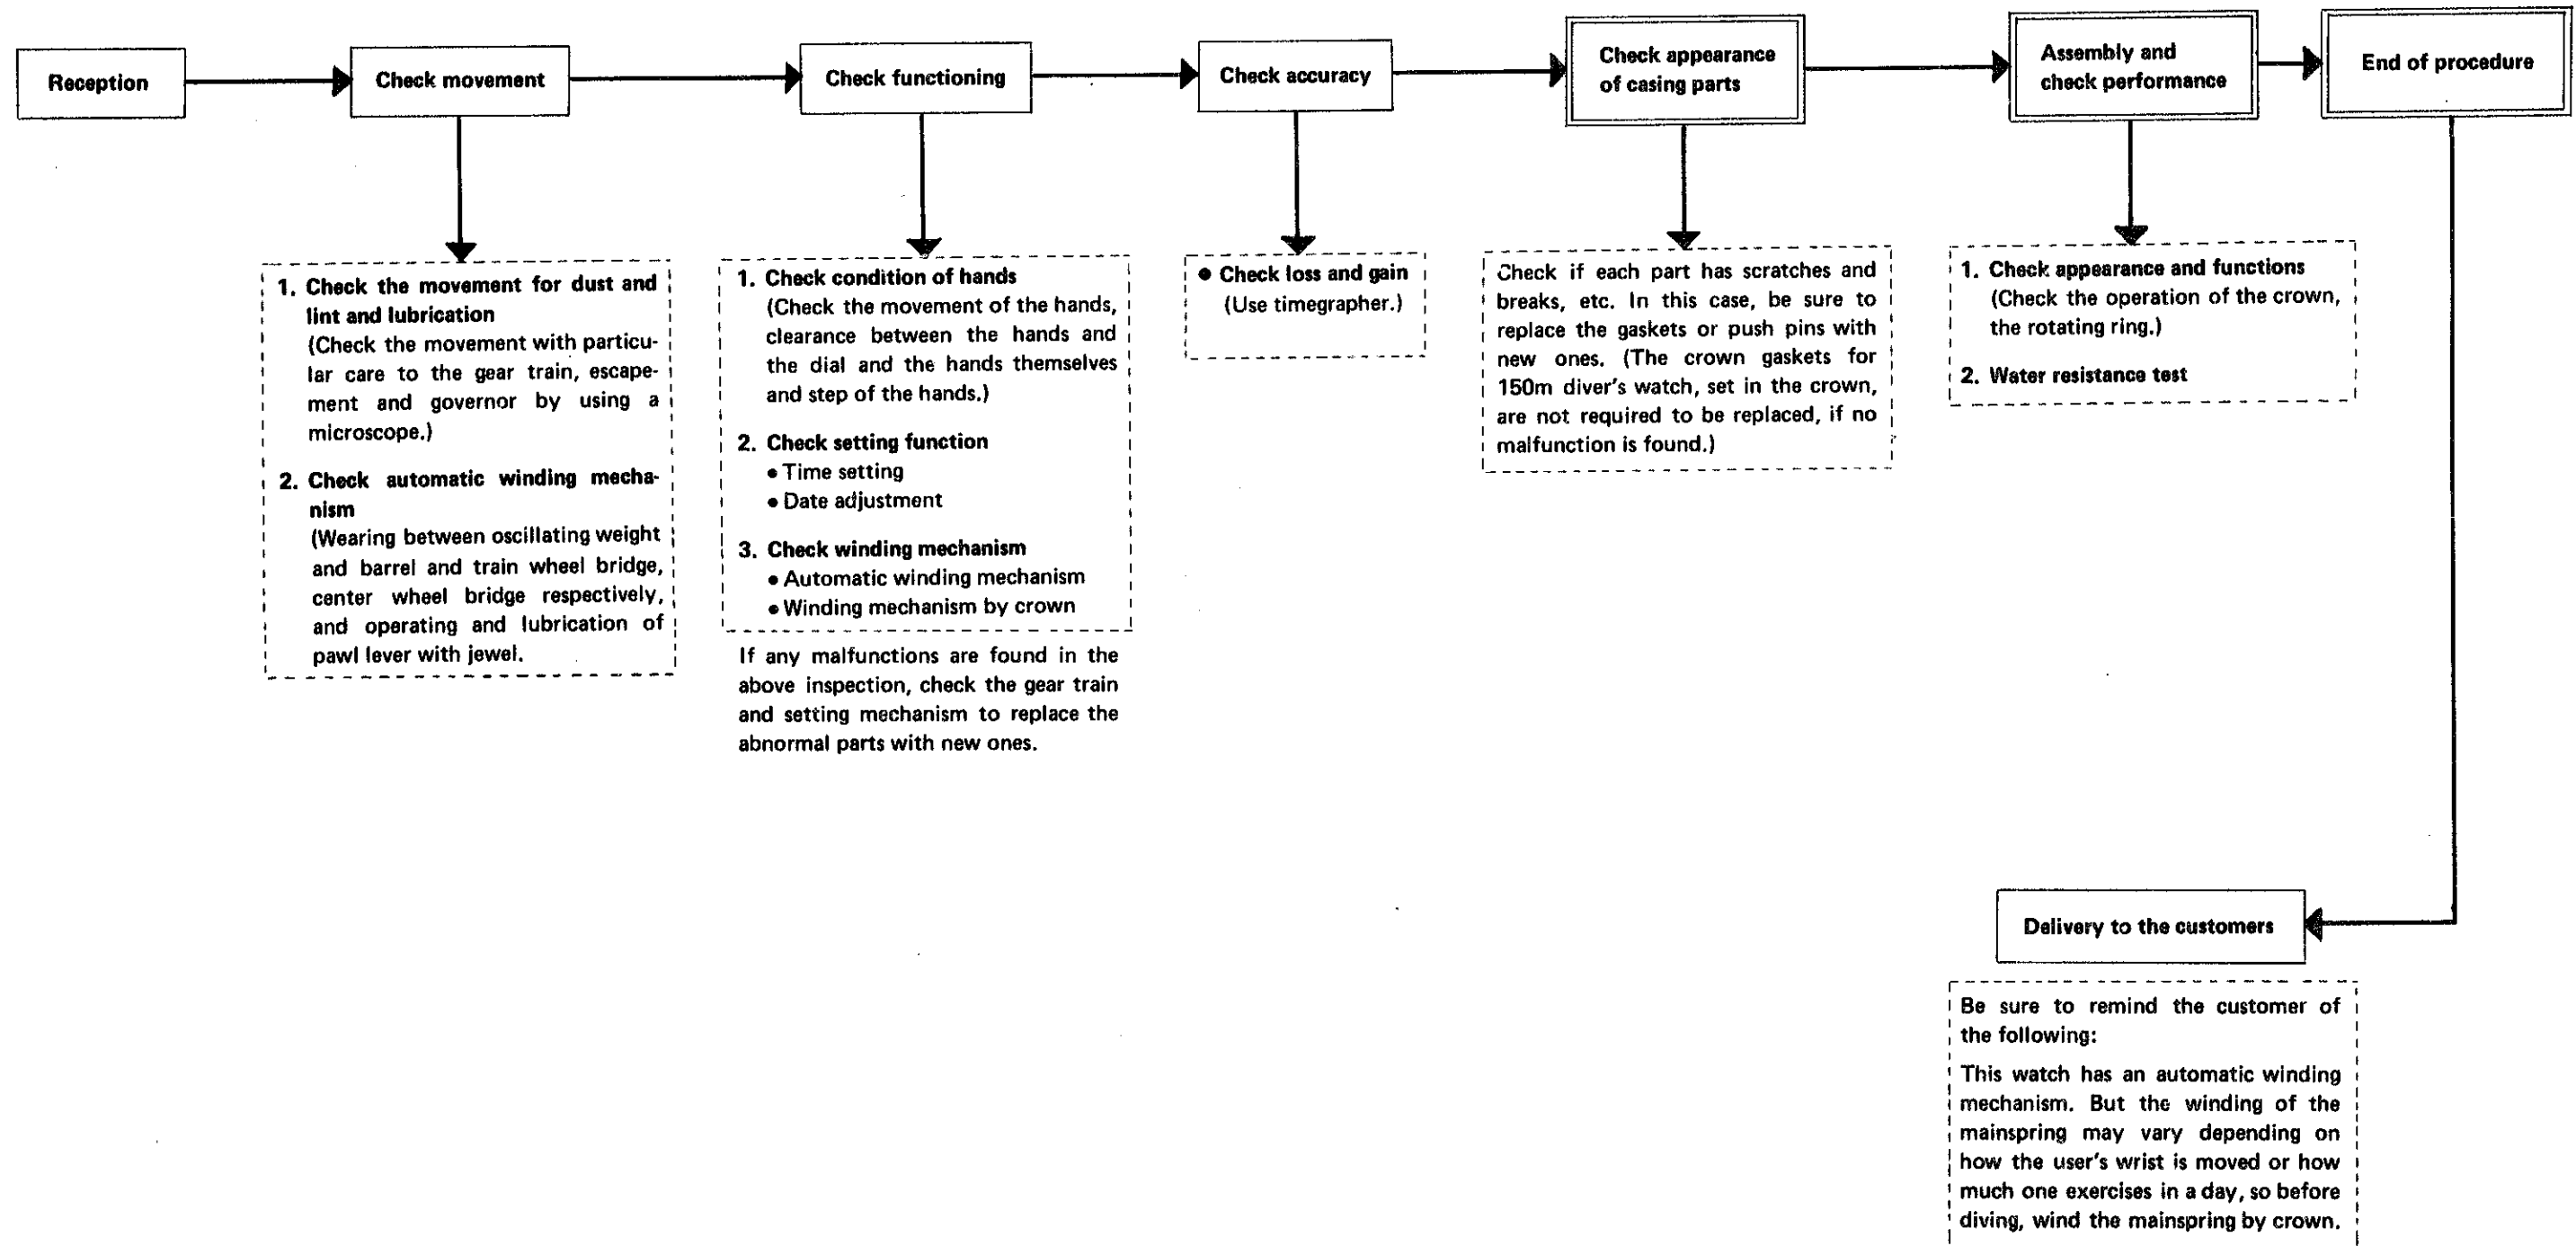 Reception
Check movement
Check functioning
Check accuracy
Check appearance
of casing parts
Assembly and
check performance
End of procedure
1. Check the movement for dust and
lint and lubrication
(Check the movement with particu-
lar care to the gear train, escape-
ment and governor by using a
microscope.)
2. Check automatic winding mecha-
nism
(Wearing between oscillating weight
and barrel and train wheel bridge,
center wheel bridge respectively,
and operating and lubrication of
pawl lever with jewel.
1. Check condition of hands
(Check the movement of the hands,
clearance between the hands and
the dial and the hands themselves
and step of the hands.)
2. Check setting function
• Time setting
• Date adjustment
3. Check winding mechanism
• Automatic winding mechanism
• Winding mechanism by crown
If any malfunctions are found in the
above inspection, check the gear train
and setting mechanism to replace the
abnormal parts with new ones.
• Check loss and gain
(Use timegrapher.)
Check if each part has scratches and
breaks, etc. In this case, be sure to
replace the gaskets or push pins with
new ones. (The crown gaskets for
150m diver's watch, set in the crown,
are not required to be replaced, if no
malfunction is found.)
1. Check appearance and functions
(Check the operation of the crown,
the rotating ring.)
2. Water resistance test
Delivery to the customers
Be sure to remind the customer of
the following:
This watch has an automatic winding
mechanism. But the winding of the
mainspring may vary depending on
how the user's wrist is moved or how
much one exercises in a day, so before
diving, wind the mainspring by crown.